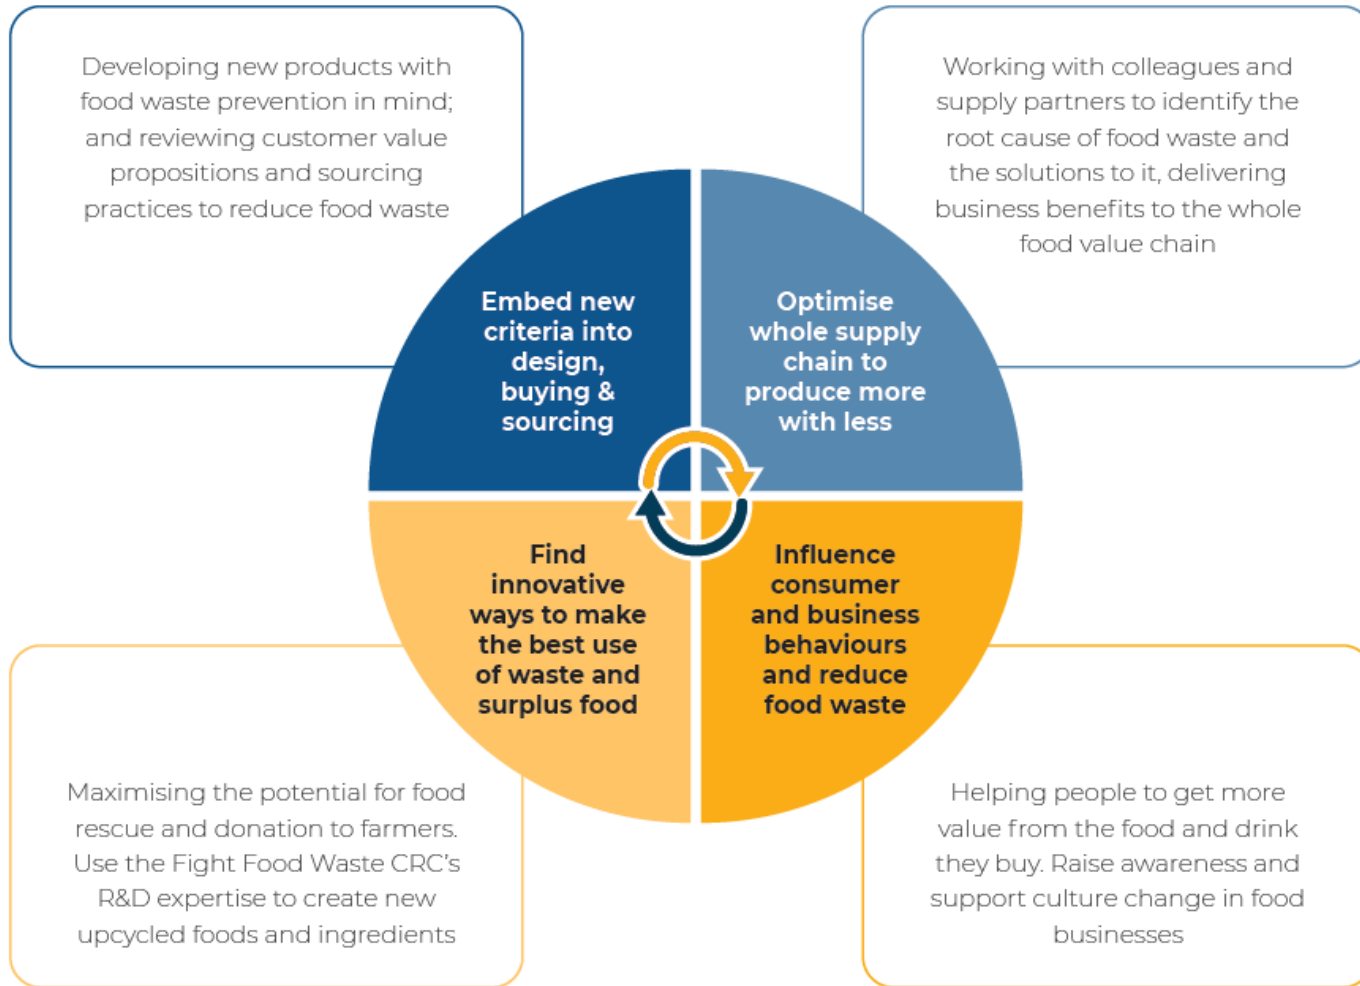 Developing new products with
food waste prevention in mind;
and reviewing customer value
propositions and sourcing
practices to reduce food waste
Working with colleagues and
supply partners to identify the
root cause of food waste and
the solutions to it, delivering
business benefits to the whole
food value chain
Embed new
criteria into
design,
buying &
sourcing
Optimise
whole supply
chain to
produce more
with less
Find
innovative
ways to make
the best use
of waste and
surplus food
Influence
consumer
and business
behaviours
and reduce
food waste
Maximising the potential for food
rescue and donation to farmers.
Use the Fight Food Waste CRC's
R&D expertise to create new
upcycled foods and ingredients
Helping people to get more
value from the food and drink
they buy. Raise awareness and
support culture change in food
businesses